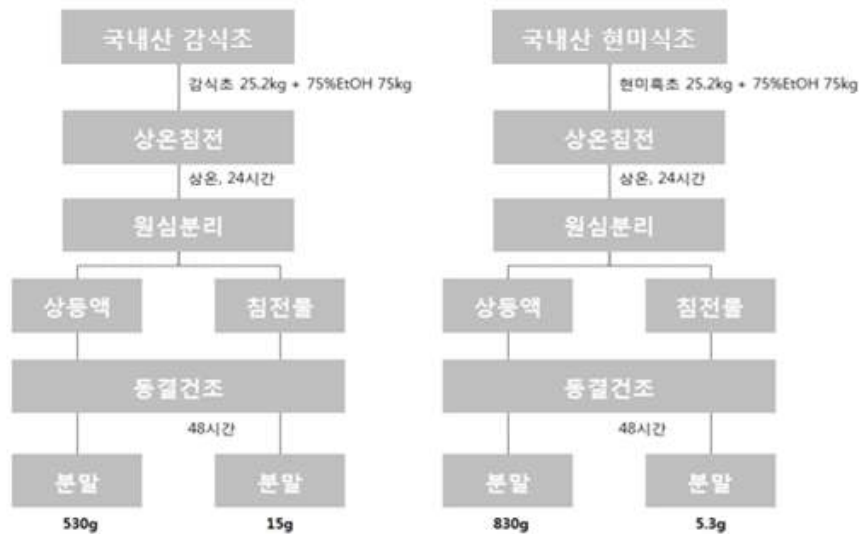 국내산 감식초
감식초 25.2kg + 75%EtOH 75kg
상온침전
상온, 24시간
원심분리
상등액 침전물
동결건조
48시간
분말 분말
530g 15g
국내산 현미식초
현미흑초 25.2kg + 75%EtOH 75kg
상온침전
상온, 24시간
원심분리
상등액 침전물
동결건조
48시간
분말 분말
830g 5.3g